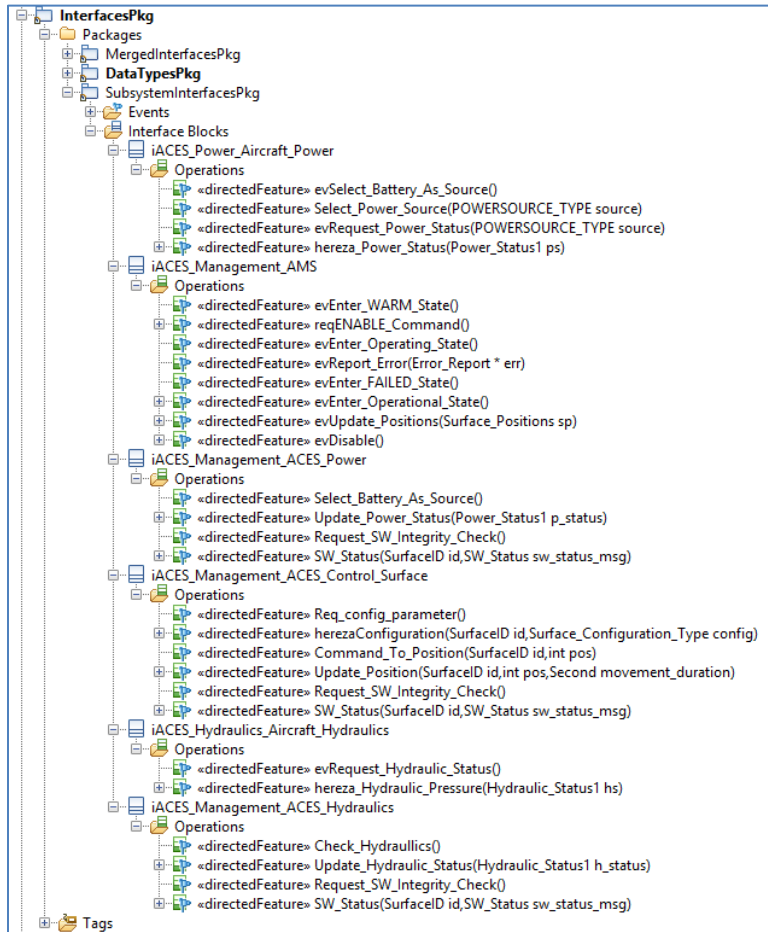 InterfacesPkg
Packages
MergedInterfacesPkg
DataTypesPkg
SubsystemInterfacesPkg
Events
Interface Blocks
iACES_Power_Aircraft_Power
Operations
«directedFeature» evSelect_Battery_As_Source()
«directedFeature» Select_Power_Source(POWERSOURCE_TYPE source)
«directedFeature» evRequest_Power_Status(POWERSOURCE_TYPE source)
«directedFeature» hereza_Power_Status(Power_Status1 ps)
iACES_Management_AMS
Operations
«directedFeature» evEnter_WARM_State()
«directedFeature» reqENABLE_Command()
«directedFeature» evEnter_Operating_State()
«directedFeature» evReport_Error(Error_Report * err)
«directedFeature» evEnter_FAILED_State()
«directedFeature» evEnter_Operational_State()
«directedFeature» evUpdate_Positions(Surface_Positions sp)
«directedFeature» evDisable()
iACES_Management_ACES_Power
Operations
«directedFeature» Select_Battery_As_Source()
«directedFeature» Update_Power_Status(Power_Status1 p_status)
«directedFeature» Request_SW_Integrity_Check()
«directedFeature» SW_Status(SurfaceID id,SW_Status sw_status_msg)
iACES_Management_ACES_Control_Surface
Operations
«directedFeature» Req_config_parameter()
«directedFeature» herezaConfiguration(SurfaceID id,Surface_Configuration_Type config)
«directedFeature» Command_To_Position(SurfaceID id,int pos)
«directedFeature» Update_Position(SurfaceID id,int pos,Second movement_duration)
«directedFeature» Request_SW_Integrity_Check()
«directedFeature» SW_Status(SurfaceID id,SW_Status sw_status_msg)
iACES_Hydraulics_Aircraft_Hydraulics
Operations
«directedFeature» evRequest_Hydraulic_Status()
«directedFeature» hereza_Hydraulic_Pressure(Hydraulic_Status1 hs)
iACES_Management_ACES_Hydraulics
Operations
«directedFeature» Check_Hydraullics()
«directedFeature» Update_Hydraulic_Status(Hydraulic_Status1 h_status)
«directedFeature» Request_SW_Integrity_Check()
«directedFeature» SW_Status(SurfaceID id,SW_Status sw_status_msg)
Tags